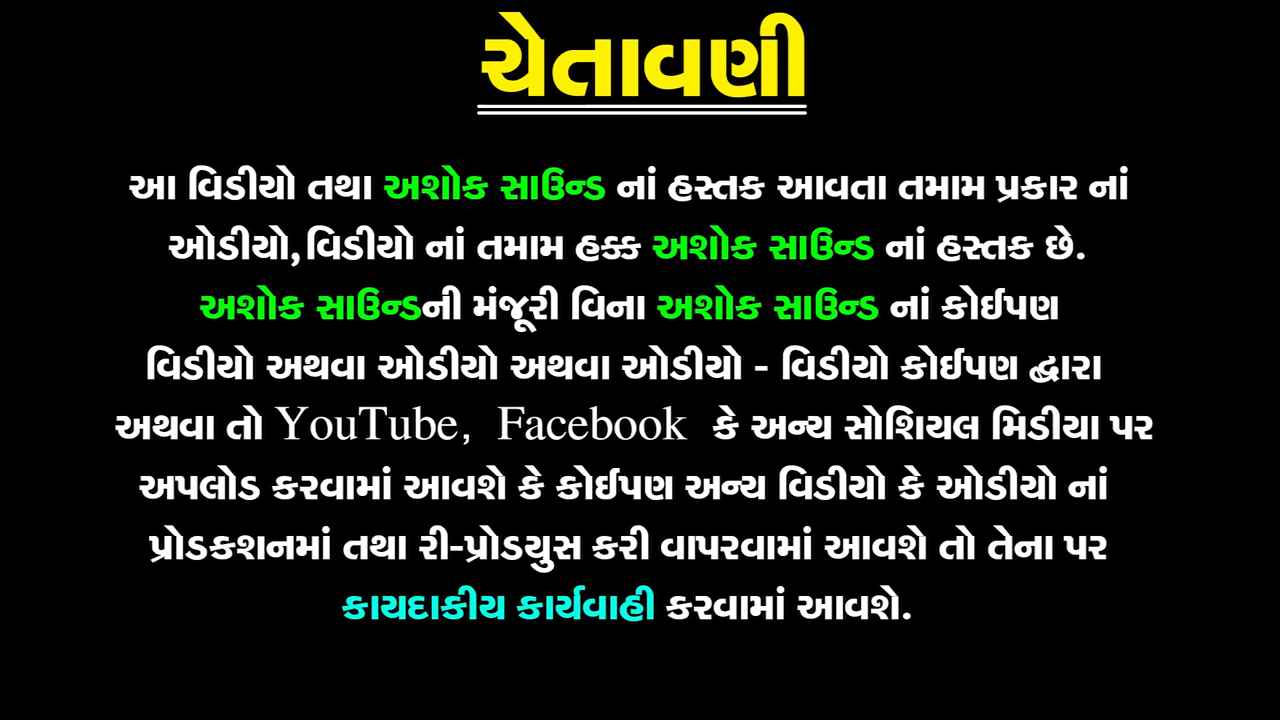 ચેતાવણી
આ વિડીયો તથા અશોક સાઉન્ડ નાં હસ્તક આવતા તમામ પ્રકાર નાં
ઓડીયો,વિડીયો નાં તમામ હક્ક અશોક સાઉન્ડ નાં હસ્તક છે.
અશોક સાઉન્ડની મંજૂરી વિના અશોક સાઉન્ડ નાં કોઈપણ
વિડીયો અથવા ઓડીયો અથવા ઓડીયો - વિડીયો કોઈપણ દ્વારા
અથવા તો YouTube, Facebook કે અન્ય સોશિયલ મિડીયા પર
અપલોડ કરવામાં આવશે કે કોઈપણ અન્ય વિડીયો કે ઓડીયો નાં
પ્રોડકશનમાં તથા રી-પ્રોડયુસ કરી વાપરવામાં આવશે તો તેના પર
કાયદાકીય કાર્યવાહી કરવામાં આવશે.